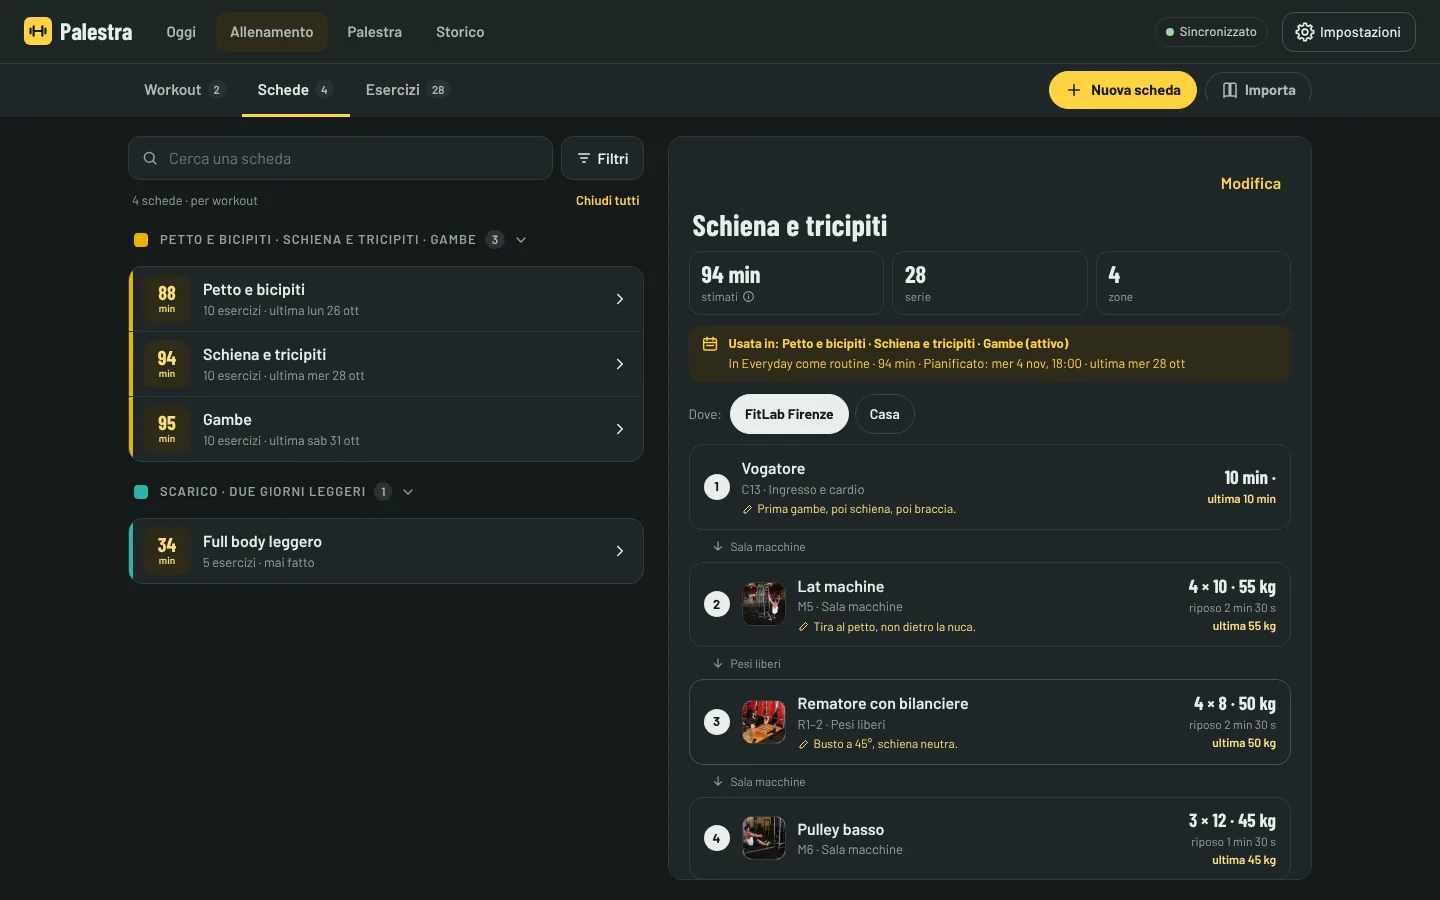 Palestra
Oggi
Allenamento
Palestra
Storico
Sincronizzato
Impostazioni
Workout 2
Schede 4
Esercizi 28
Nuova scheda
Importa
Cerca una scheda
Filtri
4 schede · per workout
Chiudi tutti
PETTO E BICIPITI · SCHIENA E TRICIPITI · GAMBE 3
88 min
Petto e bicipiti
10 esercizi · ultima lun 26 ott
94 min
Schiena e tricipiti
10 esercizi · ultima mer 28 ott
95 min
Gambe
10 esercizi · ultima sab 31 ott
SCARICO · DUE GIORNI LEGGERI 1
34 min
Full body leggero
5 esercizi · mai fatto
Modifica
Schiena e tricipiti
94 min
stimati
28
serie
4
zone
Usata in: Petto e bicipiti · Schiena e tricipiti · Gambe (attivo)
In Everyday come routine · 94 min · Pianificato: mer 4 nov, 18:00 · ultima mer 28 ott
Dove:
FitLab Firenze
Casa
1
Vogatore
C13 · Ingresso e cardio
Prima gambe, poi schiena, poi braccia.
10 min ·
ultima 10 min
Sala macchine
2
Lat machine
M5 · Sala macchine
Tira al petto, non dietro la nuca.
4 × 10 · 55 kg
riposo 2 min 30 s
ultima 55 kg
Pesi liberi
3
Rematore con bilanciere
R1–2 · Pesi liberi
Busto a 45°, schiena neutra.
4 × 8 · 50 kg
riposo 2 min 30 s
ultima 50 kg
Sala macchine
4
Pulley basso
M6 · Sala macchine
3 × 12 · 45 kg
riposo 1 min 30 s
ultima 45 kg